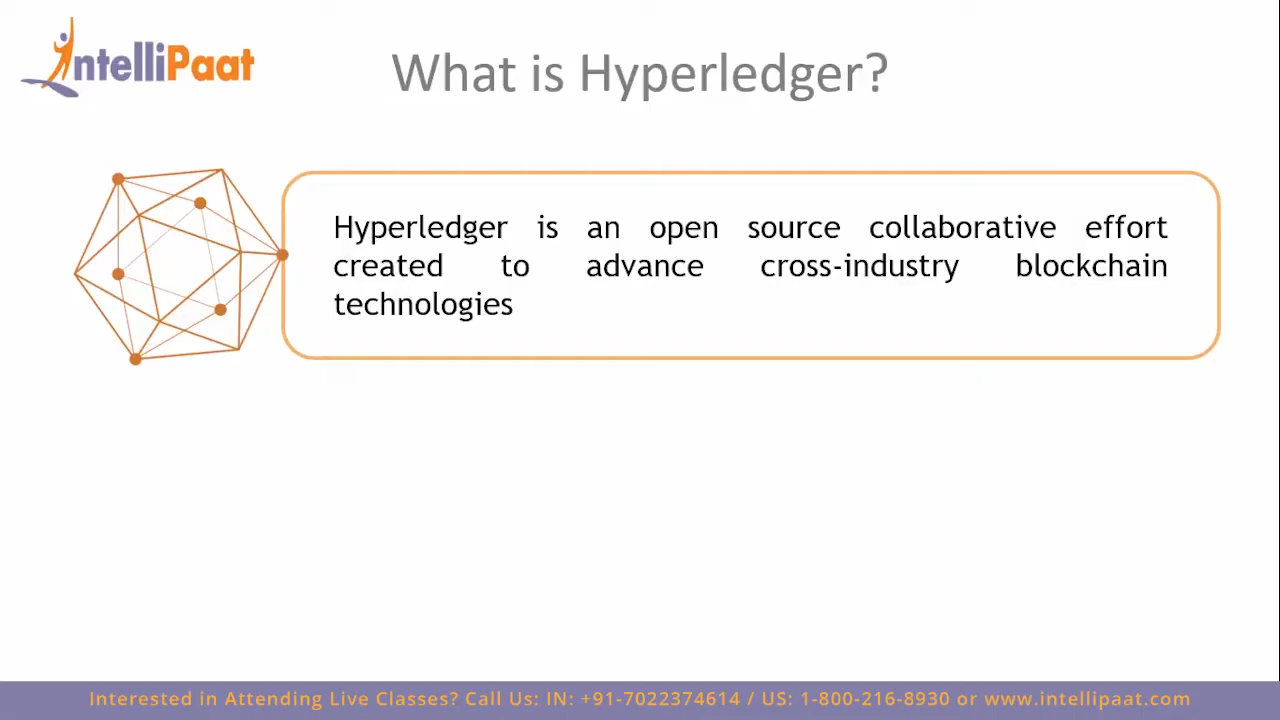 IntelliPaat
What is Hyperledger?
Hyperledger is an open source collaborative effort
created to advance cross-industry blockchain
technologies
Interested in Attending Live Classes? Call Us: IN: +91-7022374614 / US: 1-800-216-8930 or www.intellipaat.com